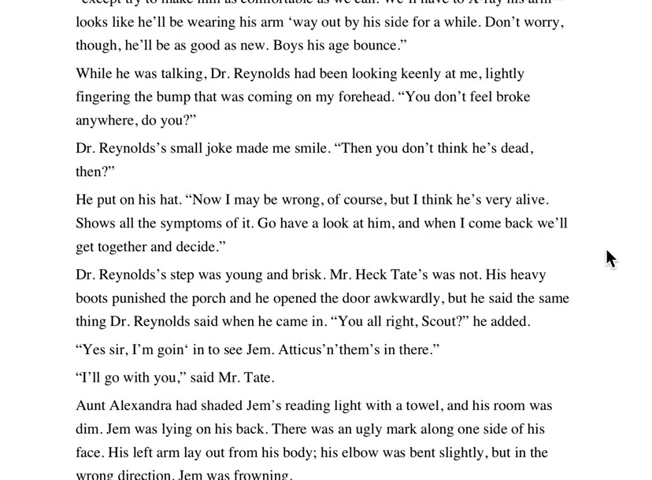 "except try to make him as comfortable as we can. We'll have to X-ray his arm—
looks like he'll be wearing his arm ‘way out by his side for a while. Don’t worry,
though, he’ll be as good as new. Boys his age bounce.”
While he was talking, Dr. Reynolds had been looking keenly at me, lightly
fingering the bump that was coming on my forehead. “You don’t feel broke
anywhere, do you?”
Dr. Reynolds’s small joke made me smile. “Then you don’t think he’s dead,
then?”
He put on his hat. “Now I may be wrong, of course, but I think he’s very alive.
Shows all the symptoms of it. Go have a look at him, and when I come back we’ll
get together and decide.”
Dr. Reynolds’s step was young and brisk. Mr. Heck Tate’s was not. His heavy
boots punished the porch and he opened the door awkwardly, but he said the same
thing Dr. Reynolds said when he came in. “You all right, Scout?” he added.
“Yes sir, I’m goin‘ in to see Jem. Atticus’n’them’s in there.”
“I’ll go with you,” said Mr. Tate.
Aunt Alexandra had shaded Jem’s reading light with a towel, and his room was
dim. Jem was lying on his back. There was an ugly mark along one side of his
face. His left arm lay out from his body; his elbow was bent slightly, but in the
wrong direction. Jem was frowning.